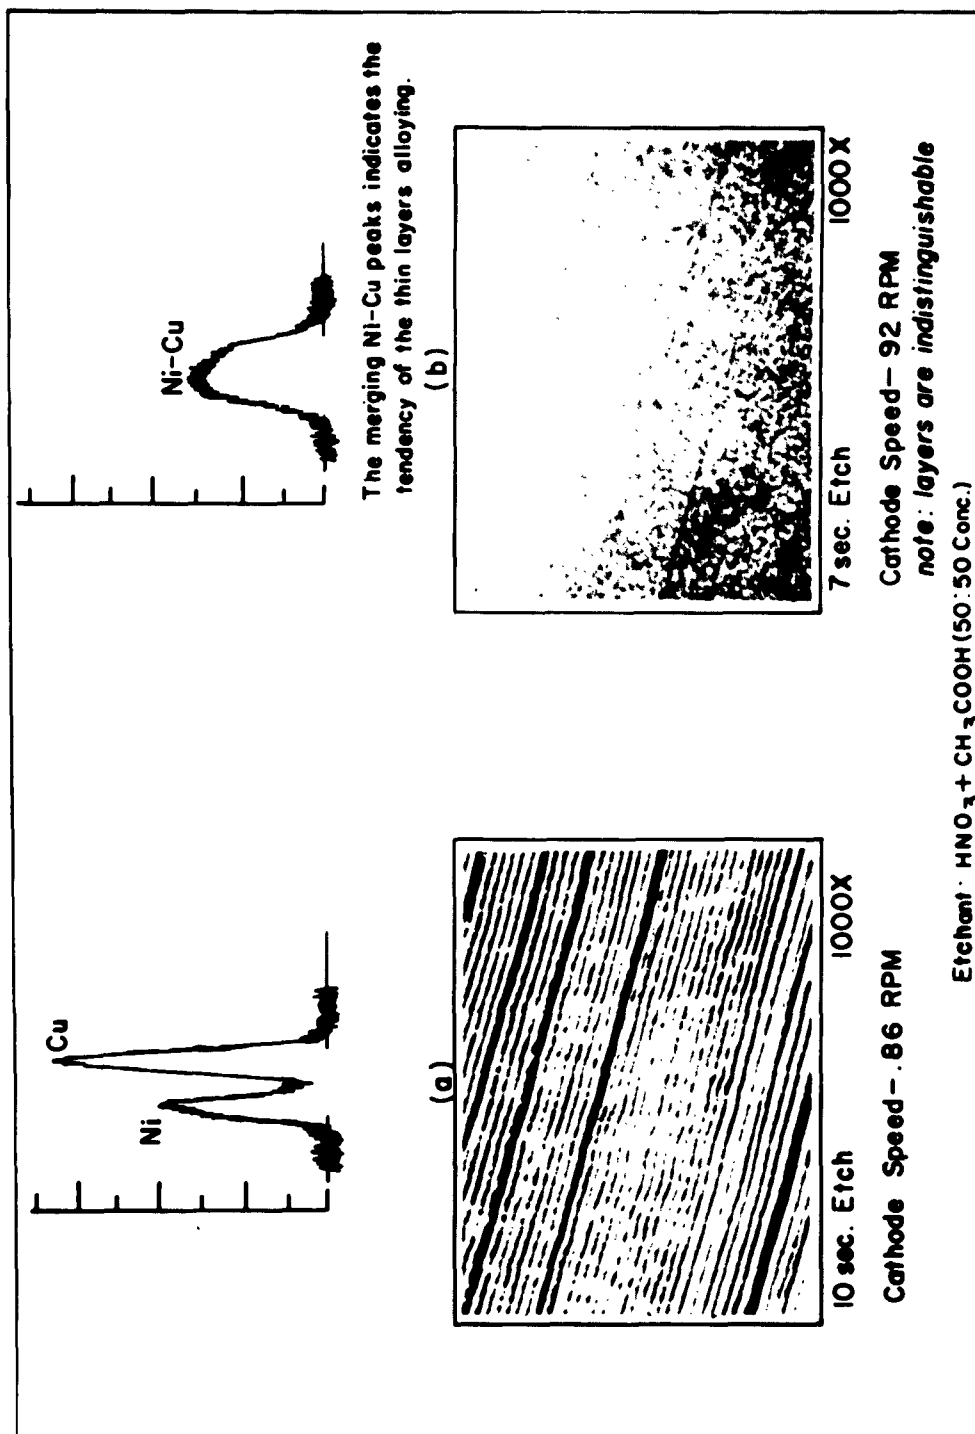 Ni
Cu
(a)
10 sec. Etch
1000X
Cathode Speed-.86 RPM
Ni-Cu
The merging Ni-Cu peaks indicates the
tendency of the thin layers alloying.
(b)
7 sec. Etch
1000X
Cathode Speed-92 RPM
note: layers are indistinguishable
Etchant· HNO₃+ CH₃COOH (50:50 Conc.)